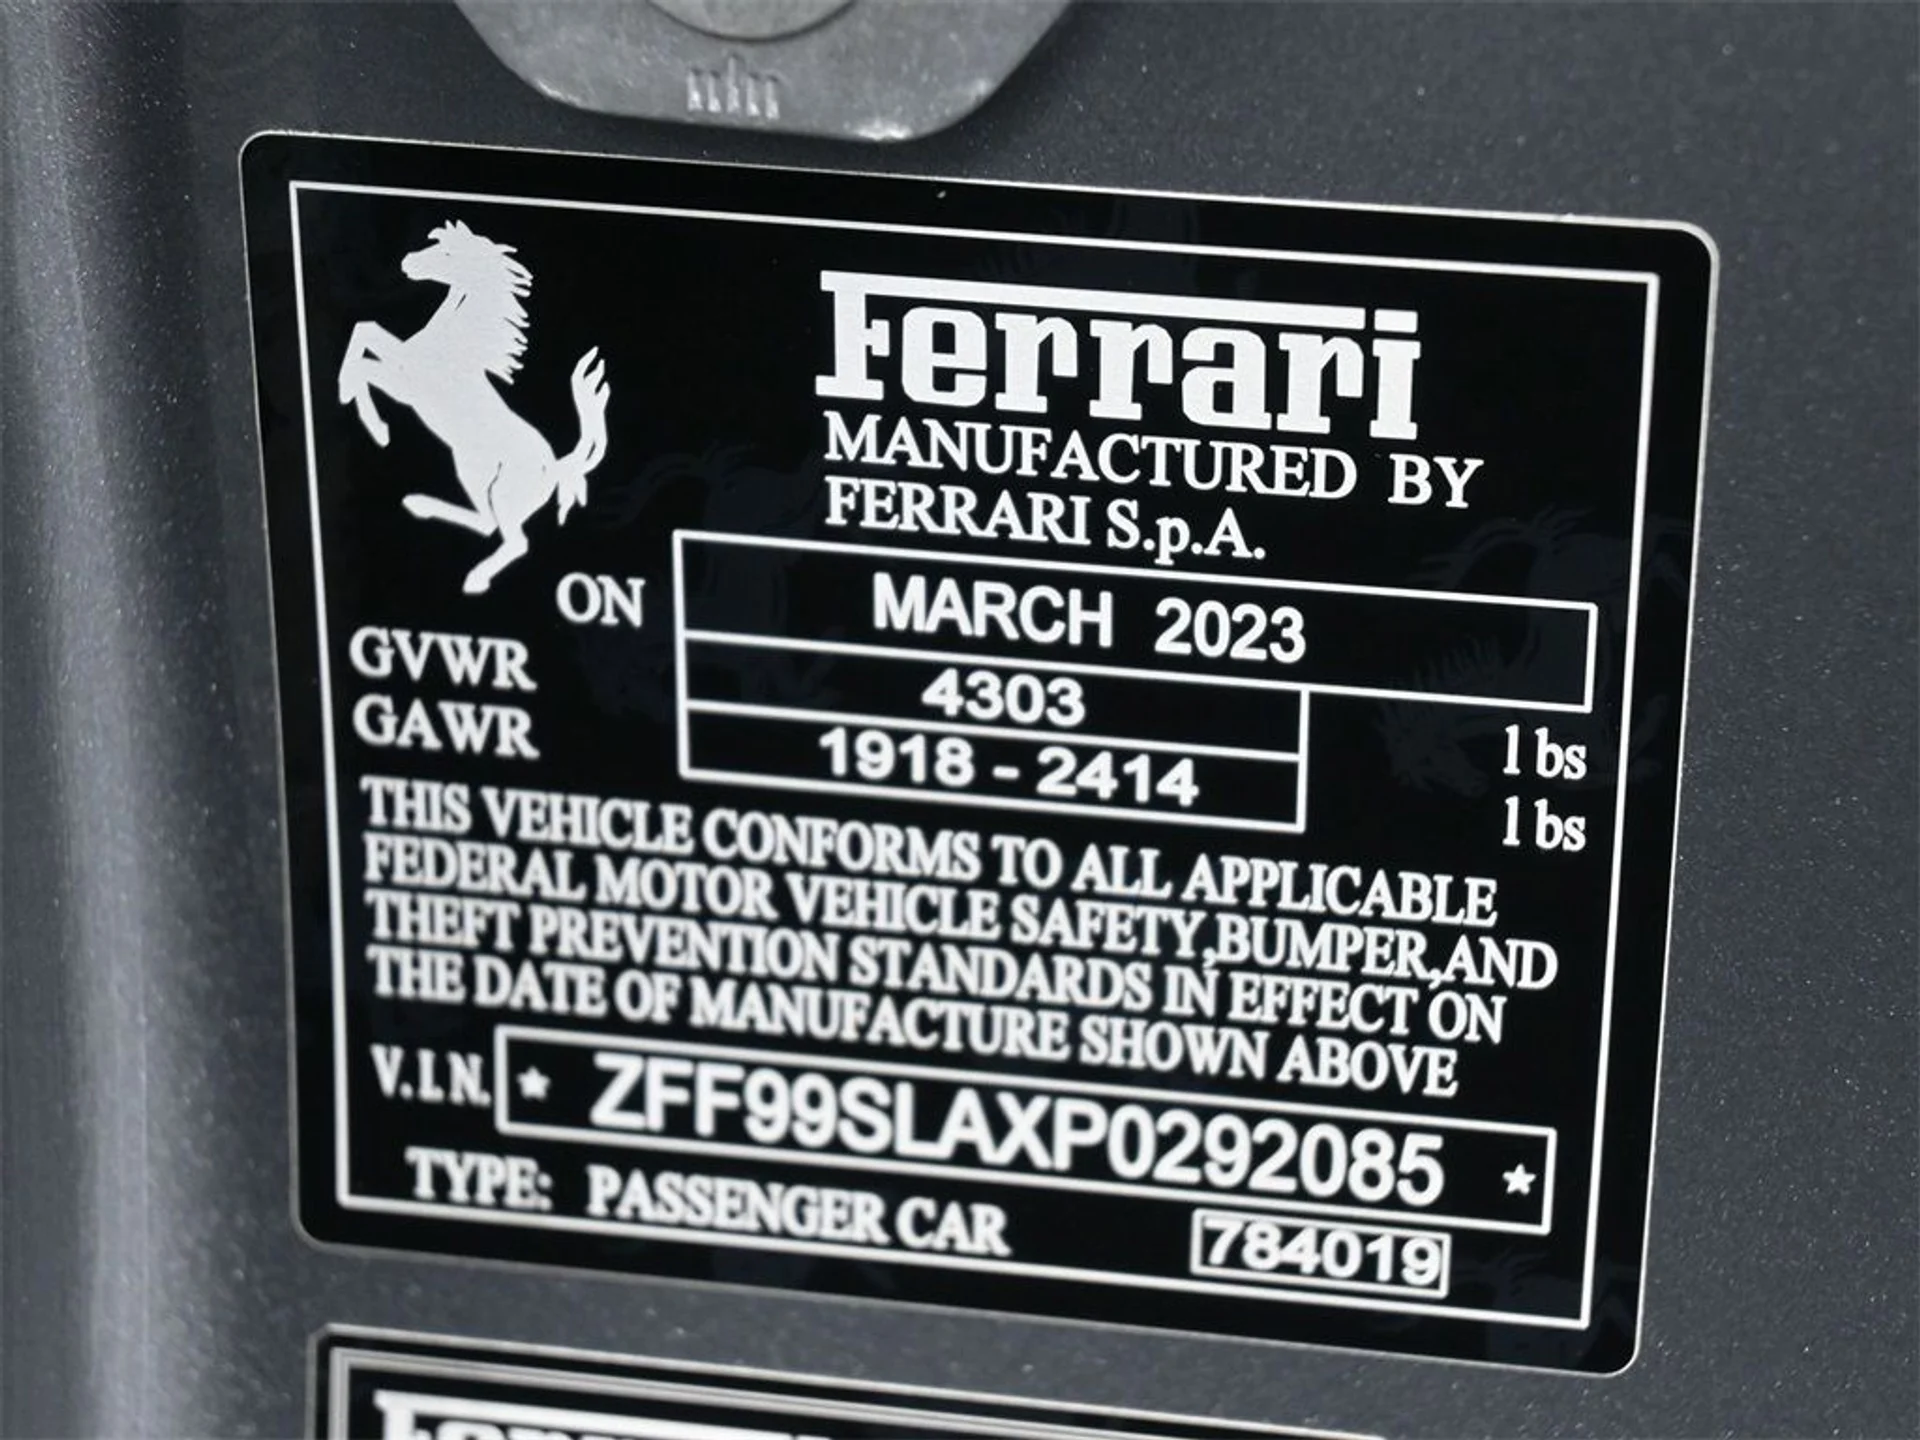 Ferrari
MANUFACTURED BY
FERRARI S.p.A.
ON MARCH 2023
GVWR 4303 lbs
GAWR 1918 - 2414 lbs
THIS VEHICLE CONFORMS TO ALL APPLICABLE
FEDERAL MOTOR VEHICLE SAFETY,BUMPER,AND
THEFT PREVENTION STANDARDS IN EFFECT ON
THE DATE OF MANUFACTURE SHOWN ABOVE
V.I.N. ★ ZFF99SLAXP0292085 ★
TYPE: PASSENGER CAR 784019